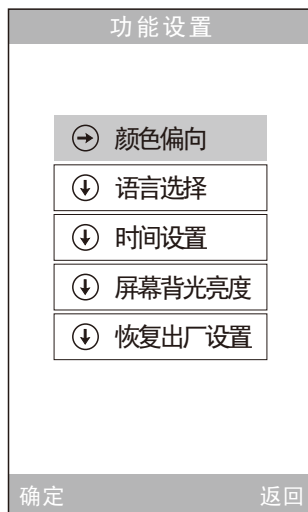 功能设置
颜色偏向
语言选择
时间设置
屏幕背光亮度
恢复出厂设置
确定 返回